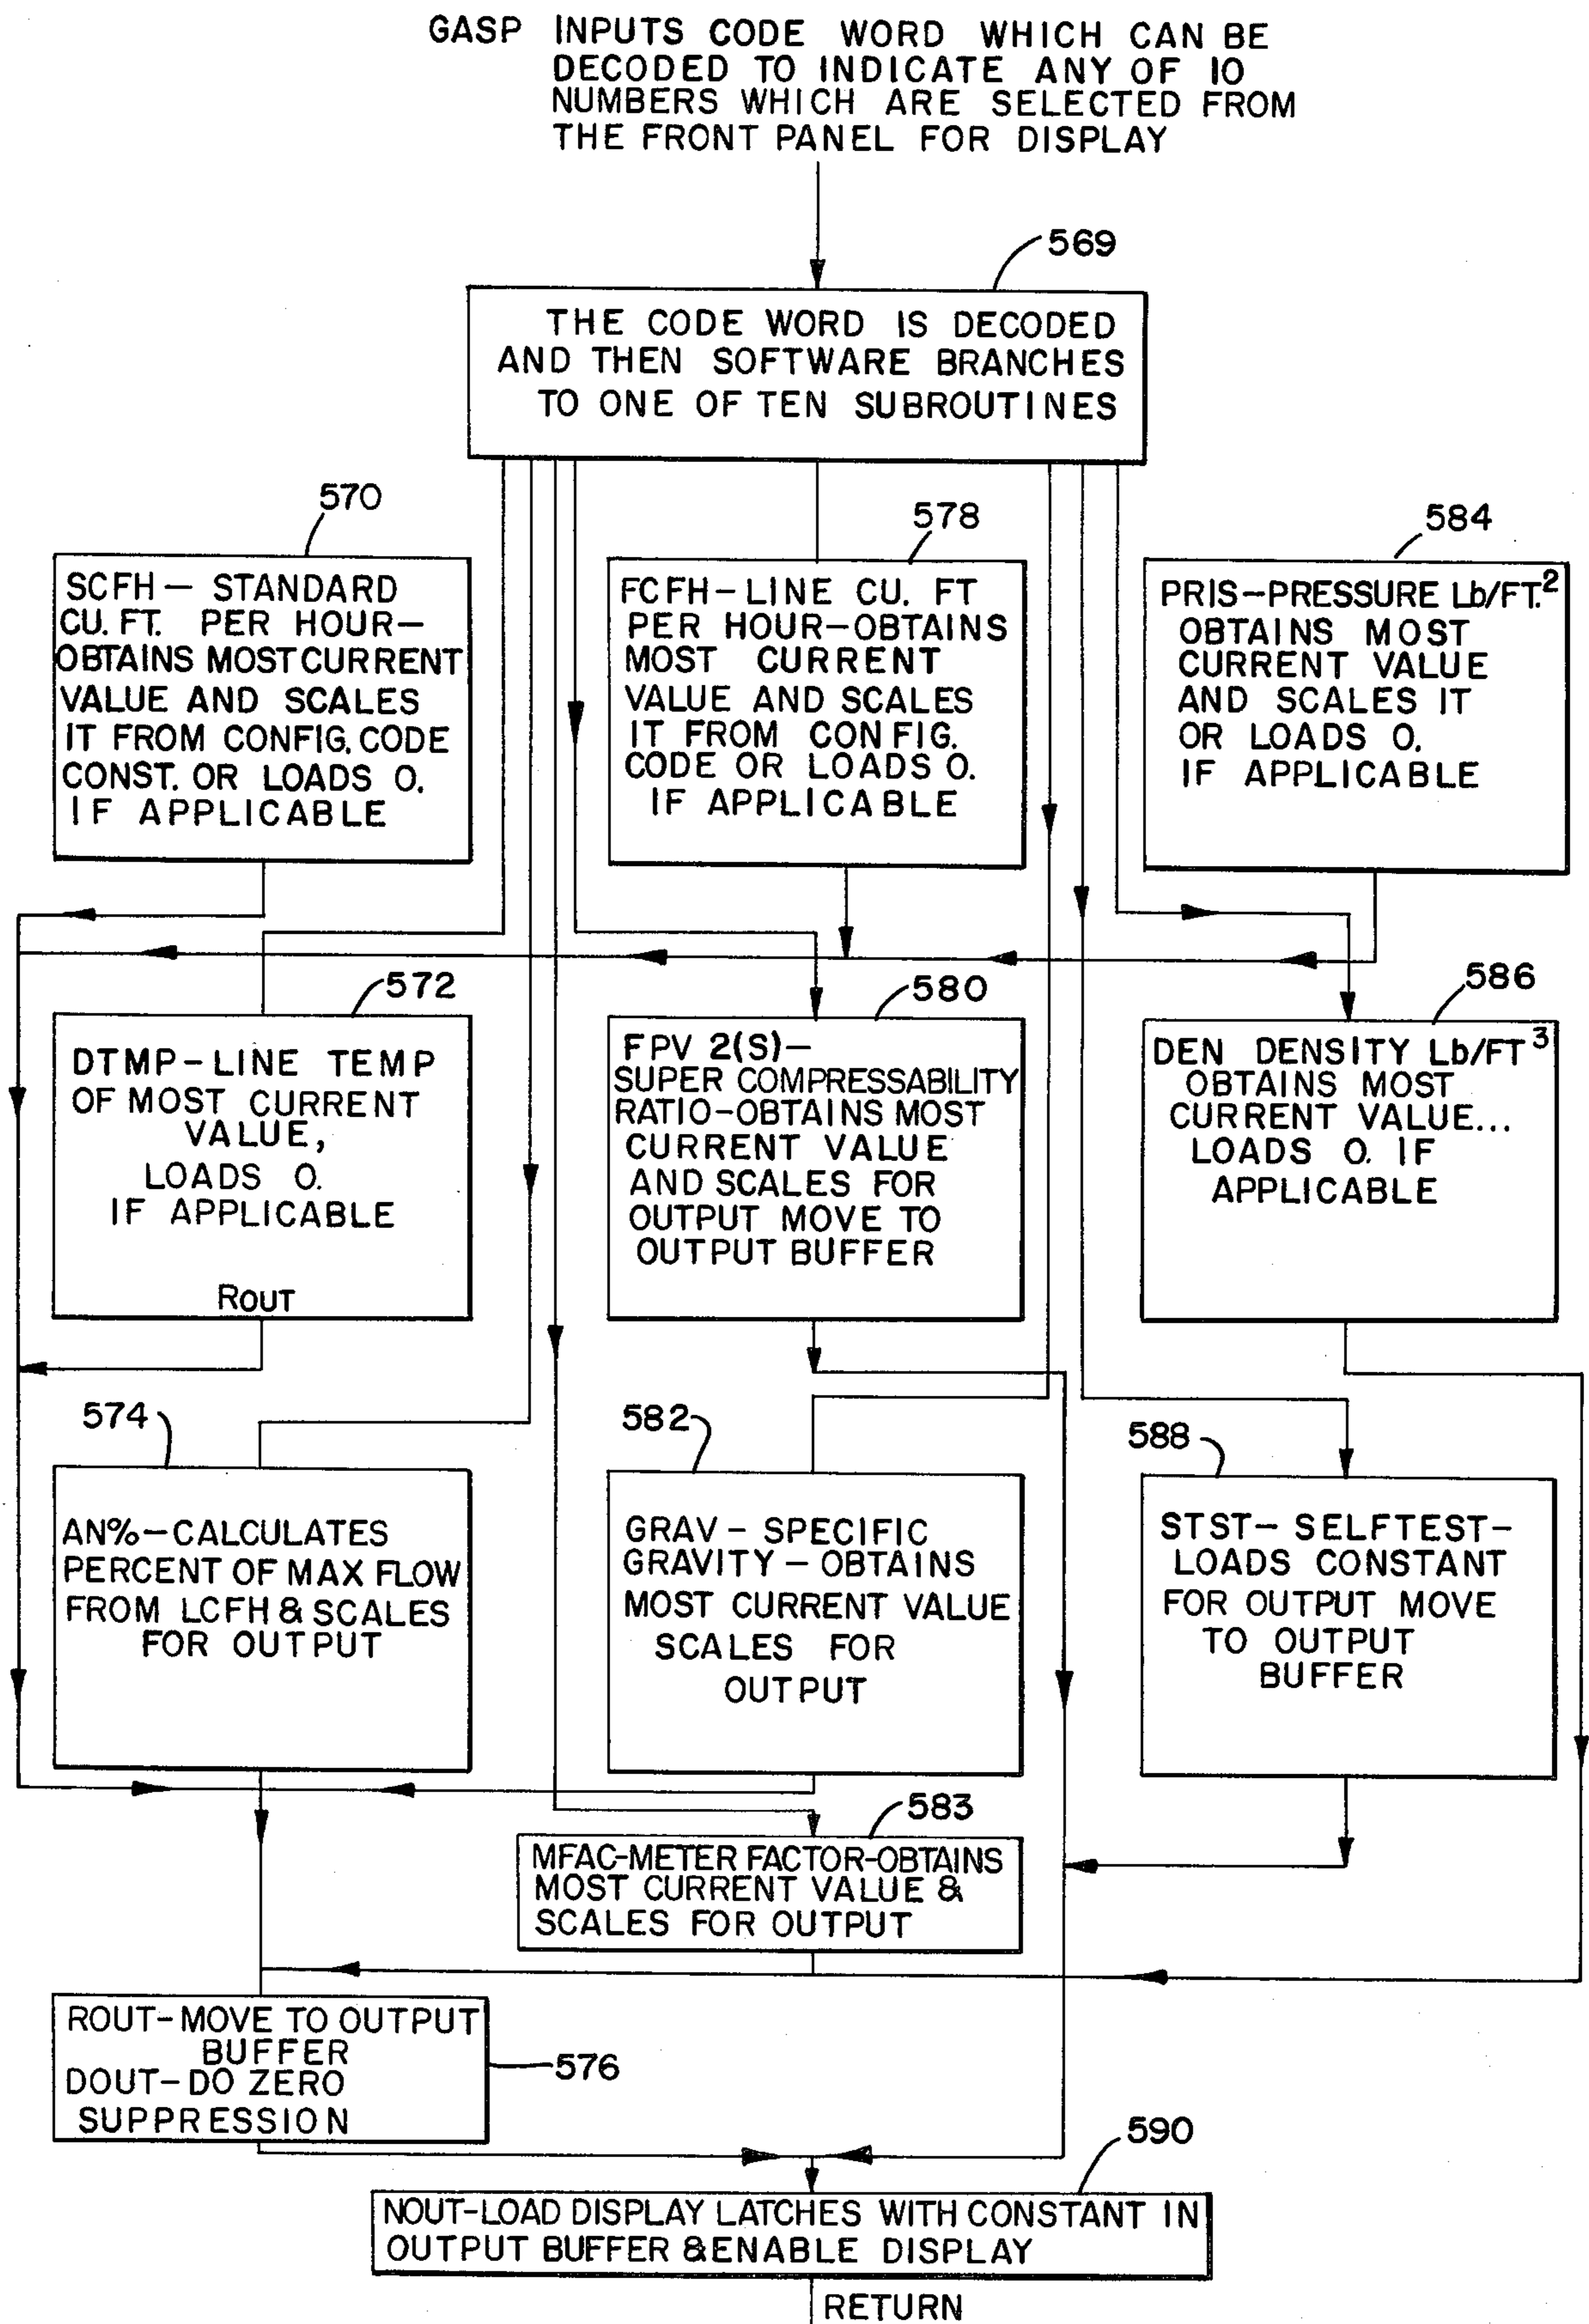 GASP INPUTS CODE WORD WHICH CAN BE
DECODED TO INDICATE ANY OF 10
NUMBERS WHICH ARE SELECTED FROM
THE FRONT PANEL FOR DISPLAY
569
THE CODE WORD IS DECODED
AND THEN SOFTWARE BRANCHES
TO ONE OF TEN SUBROUTINES
570
SCFH — STANDARD
CU. FT. PER HOUR—
OBTAINS MOST CURRENT
VALUE AND SCALES
IT FROM CONFIG. CODE
CONST. OR LOADS 0.
IF APPLICABLE
578
FCFH-LINE CU. FT
PER HOUR-OBTAINS
MOST CURRENT
VALUE AND SCALES
IT FROM CONFIG.
CODE OR LOADS 0.
IF APPLICABLE
584
PRIS-PRESSURE Lb/FT.²
OBTAINS MOST
CURRENT VALUE
AND SCALES IT
OR LOADS 0.
IF APPLICABLE
572
DTMP-LINE TEMP
OF MOST CURRENT
VALUE,
LOADS 0.
IF APPLICABLE
ROUT
580
FPV 2(S)—
SUPER COMPRESSABILITY
RATIO-OBTAINS MOST
CURRENT VALUE
AND SCALES FOR
OUTPUT MOVE TO
OUTPUT BUFFER
586
DEN DENSITY Lb/FT³
OBTAINS MOST
CURRENT VALUE...
LOADS 0. IF
APPLICABLE
574
AN%—CALCULATES
PERCENT OF MAX FLOW
FROM LCFH & SCALES
FOR OUTPUT
582
GRAV - SPECIFIC
GRAVITY - OBTAINS
MOST CURRENT VALUE
SCALES FOR
OUTPUT
588
STST- SELFTEST-
LOADS CONSTANT
FOR OUTPUT MOVE
TO OUTPUT
BUFFER
583
MFAC-METER FACTOR-OBTAINS
MOST CURRENT VALUE &
SCALES FOR OUTPUT
ROUT-MOVE TO OUTPUT
BUFFER
DOUT-DO ZERO
SUPPRESSION
576
590
NOUT-LOAD DISPLAY LATCHES WITH CONSTANT IN
OUTPUT BUFFER & ENABLE DISPLAY
RETURN